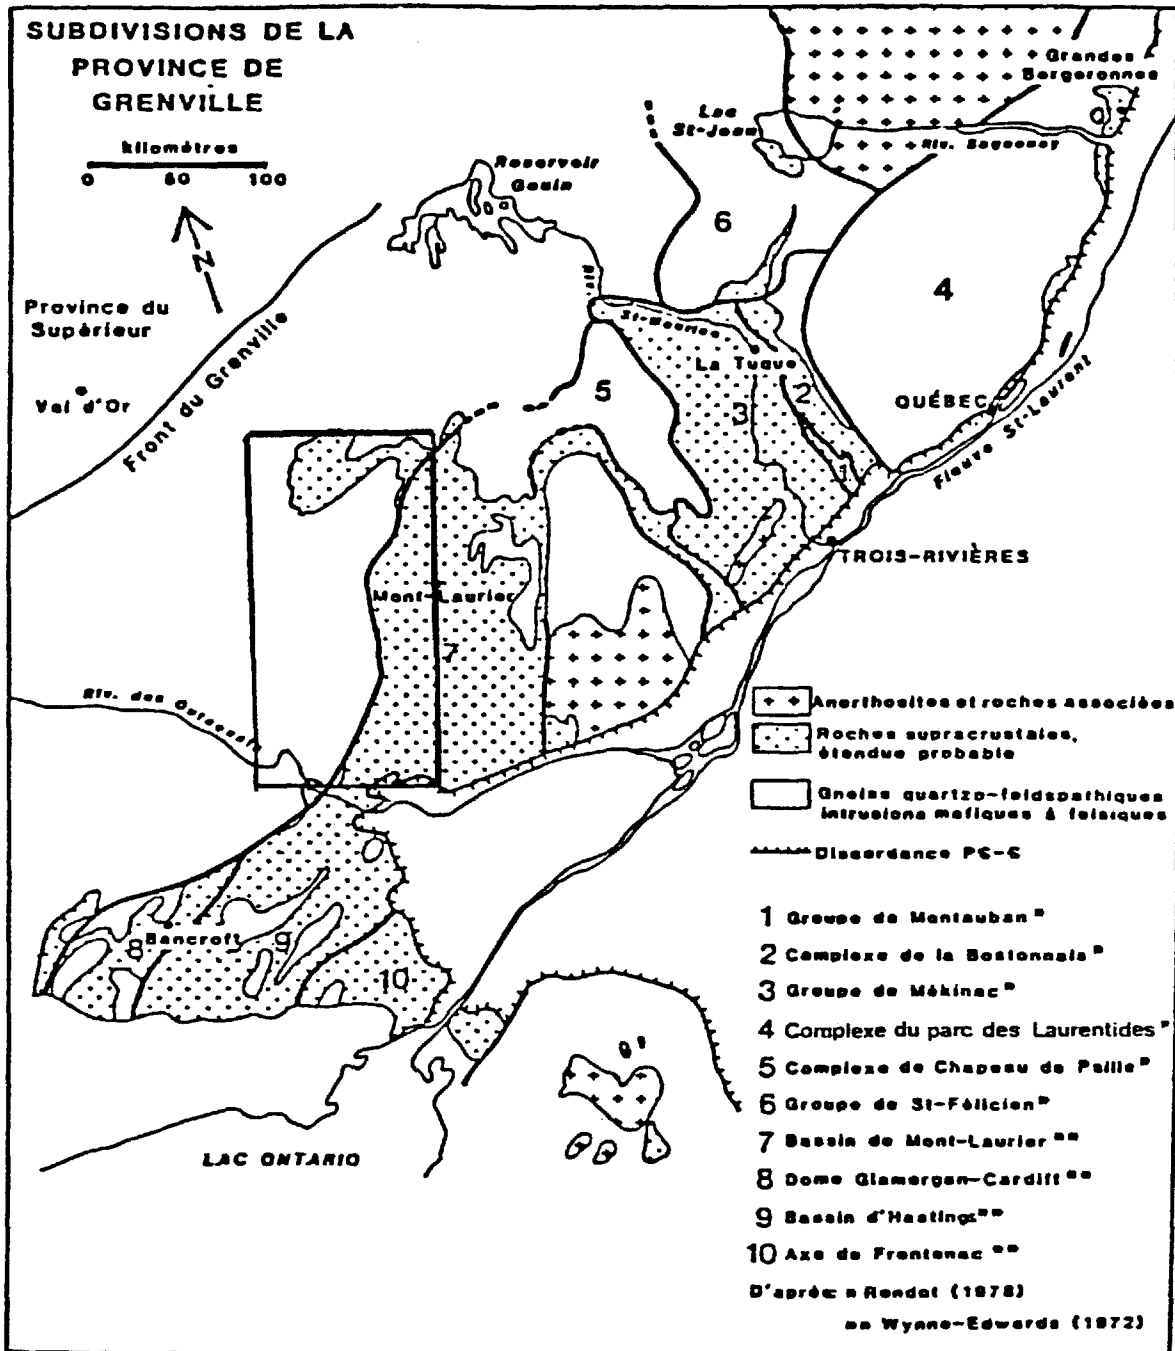 SUBDIVISIONS DE LA
PROVINCE DE
GRENVILLE
kilomètres
0 50 100
N
Grandes
Bergeronnes
Lac
St-Jean
Riv. Saguenay
Reservoir
Gouin
6
4
Province du
Supérieur
Val d'Or
Front du Grenville
Riv.
St-Maurice
La Tuque
5
3
2
1
QUÉBEC
Fleuve St-Laurent
TROIS-RIVIÈRES
Mont-Laurier
7
Riv. des Outaouais
Bancroft
8
9
10
LAC ONTARIO
Anorthosites et roches associées
Roches supracrustales,
étendue probable
Gneiss quartzo-feldspathiques
intrusions mafiques à felsiques
Discordance PЄ-Є
1 Groupe de Montauban*
2 Complexe de la Bostonnais*
3 Groupe de Mékinac*
4 Complexe du parc des Laurentides*
5 Complexe de Chapeau de Paille*
6 Groupe de St-Félicien*
7 Bassin de Mont-Laurier**
8 Dome Glamorgan-Cardiff**
9 Bassin d'Hastings**
10 Axe de Frontenac**
D'après * Rondot (1978)
** Wynne-Edwards (1972)